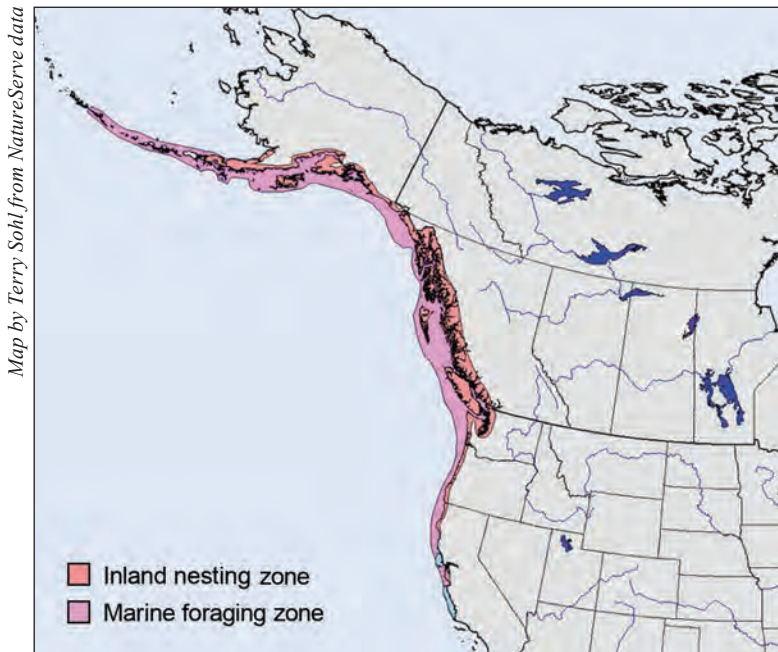 Map by Terry Sohl from NatureServe data
Inland nesting zone
Marine foraging zone